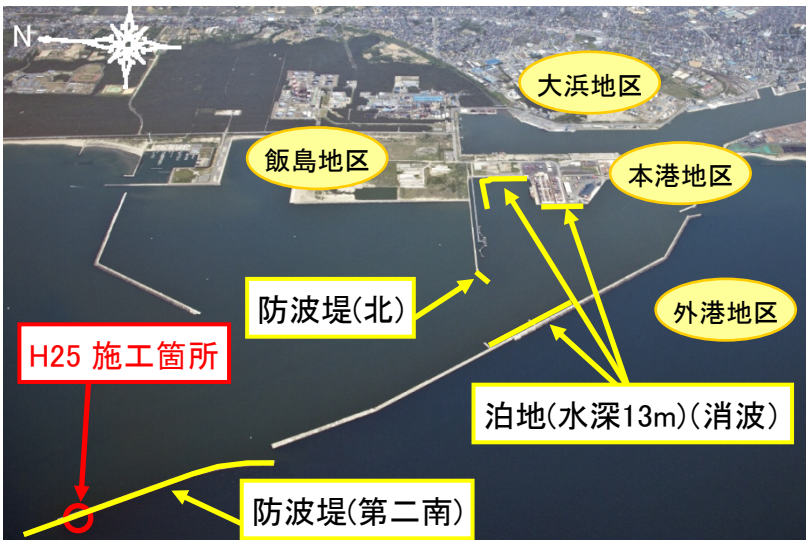 N
大浜地区
飯島地区
本港地区
防波堤(北)
外港地区
H25 施工箇所
泊地(水深13m)(消波)
防波堤(第二南)